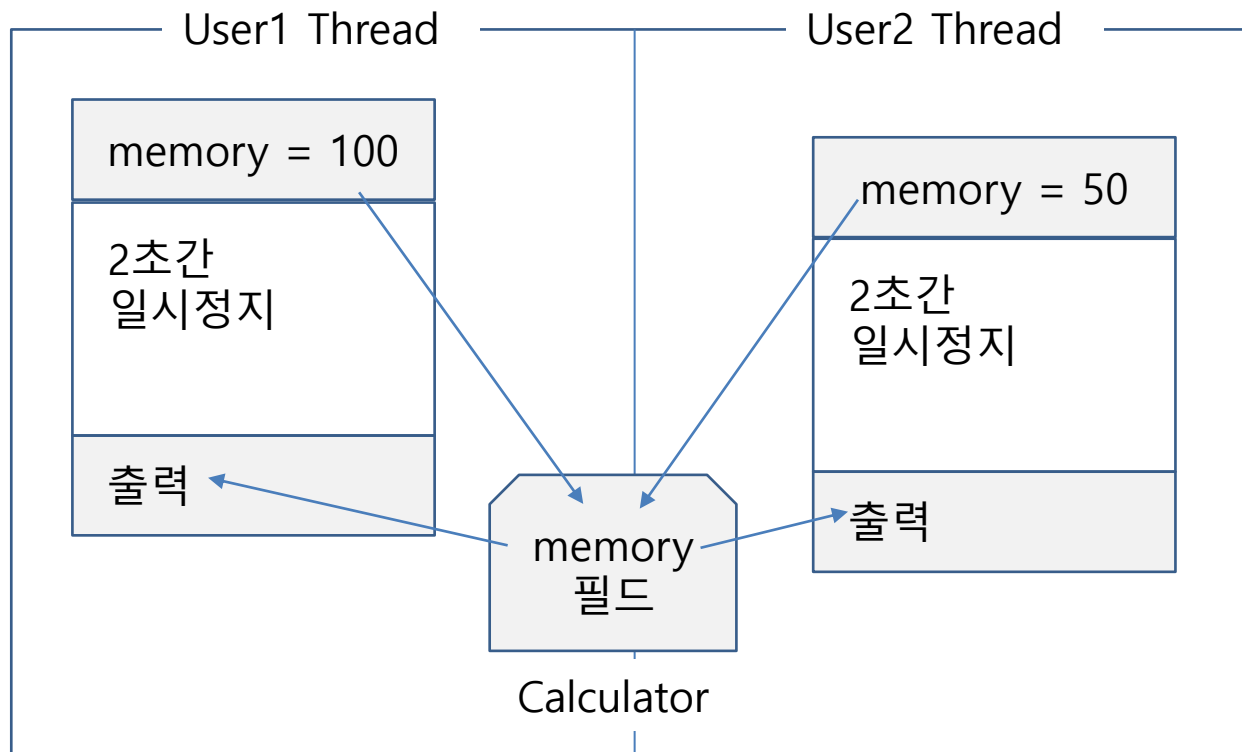 User1 Thread
User2 Thread
memory = 100
2초간
일시정지
출력
memory = 50
2초간
일시정지
출력
memory
필드
Calculator